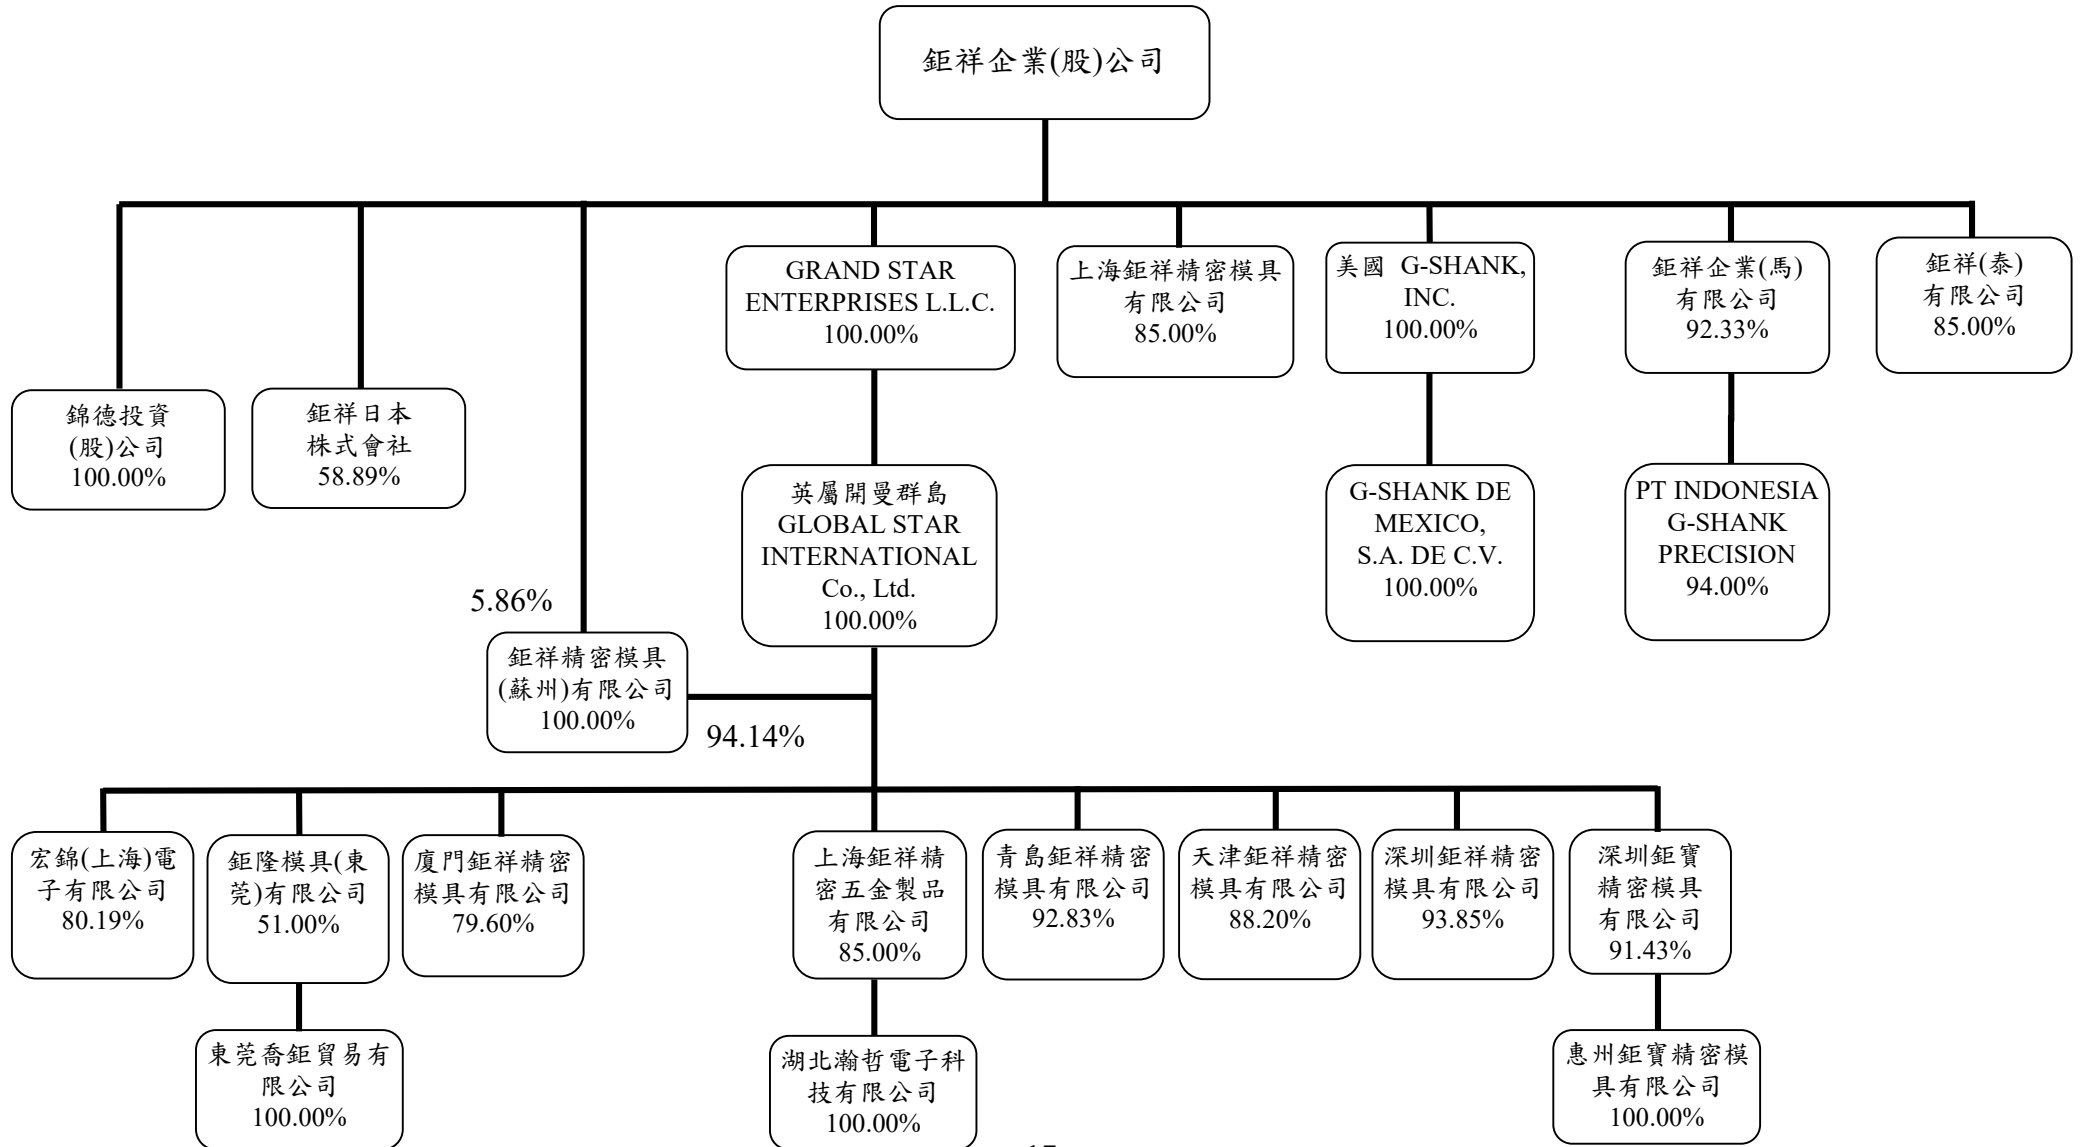 鉅祥企業(股)公司
GRAND STAR
ENTERPRISES L.L.C.
100.00%
上海鉅祥精密模具
有限公司
85.00%
美國 G-SHANK,
INC.
100.00%
鉅祥企業(馬)
有限公司
92.33%
鉅祥(泰)
有限公司
85.00%
錦德投資
(股)公司
100.00%
鉅祥日本
株式會社
58.89%
英屬開曼群島
GLOBAL STAR
INTERNATIONAL
Co., Ltd.
100.00%
G-SHANK DE
MEXICO,
S.A. DE C.V.
100.00%
PT INDONESIA
G-SHANK
PRECISION
94.00%
5.86%
鉅祥精密模具
(蘇州)有限公司
100.00%
94.14%
宏錦(上海)電
子有限公司
80.19%
鉅隆模具(東
莞)有限公司
51.00%
廈門鉅祥精密
模具有限公司
79.60%
上海鉅祥精
密五金製品
有限公司
85.00%
青島鉅祥精密
模具有限公司
92.83%
天津鉅祥精密
模具有限公司
88.20%
深圳鉅祥精密
模具有限公司
93.85%
深圳鉅寶
精密模具
有限公司
91.43%
東莞喬鉅貿易有
限公司
100.00%
湖北瀚哲電子科
技有限公司
100.00%
惠州鉅寶精密模
具有限公司
100.00%